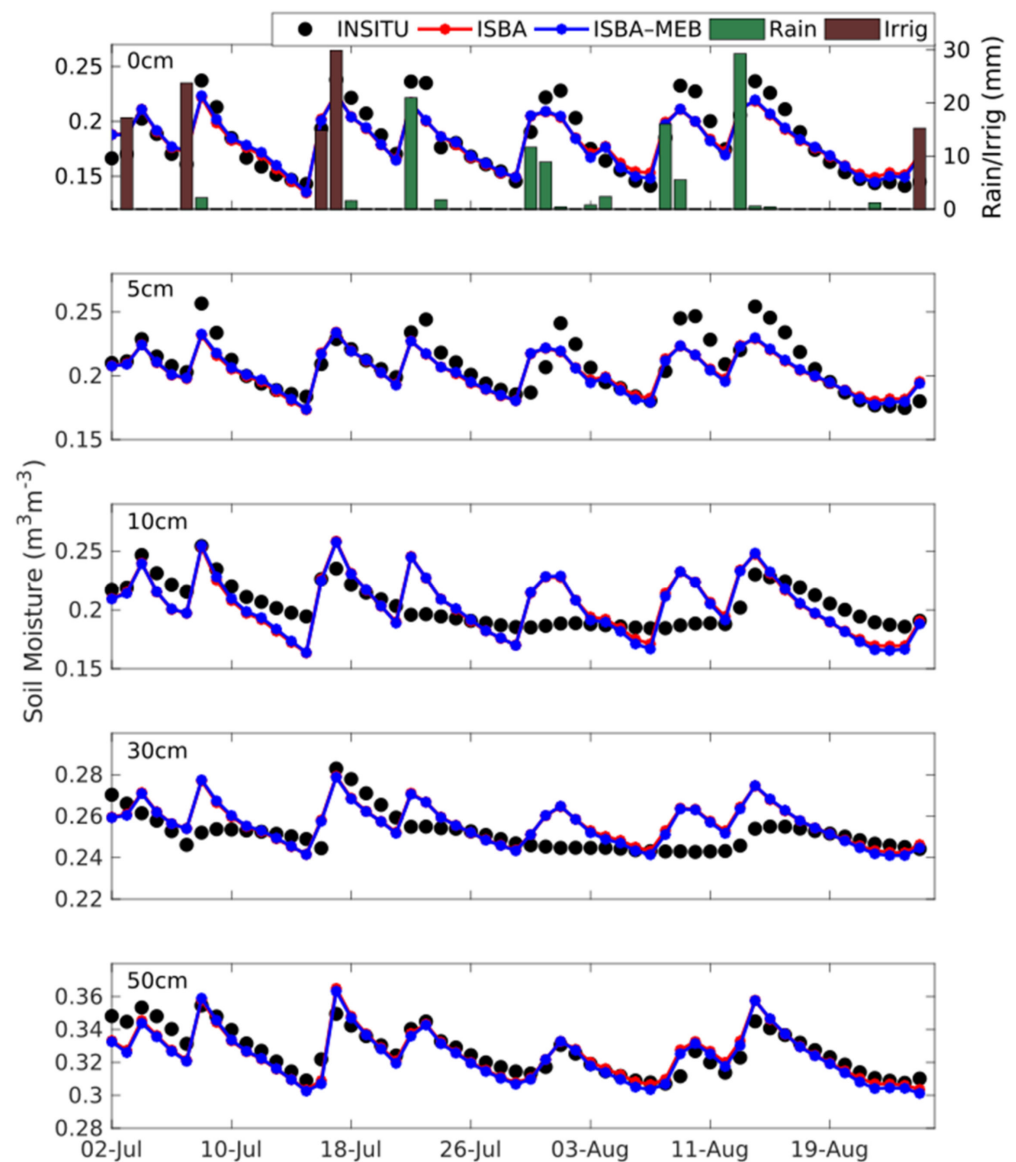 INSITU ISBA ISBA–MEB Rain Irrig
0cm
0.25
0.2
0.15
30
20
10
0
Rain/Irrig (mm)
5cm
0.25
0.2
0.15
Soil Moisture (m³m⁻³)
10cm
0.25
0.2
0.15
30cm
0.28
0.26
0.24
0.22
50cm
0.36
0.34
0.32
0.3
0.28
02-Jul 10-Jul 18-Jul 26-Jul 03-Aug 11-Aug 19-Aug